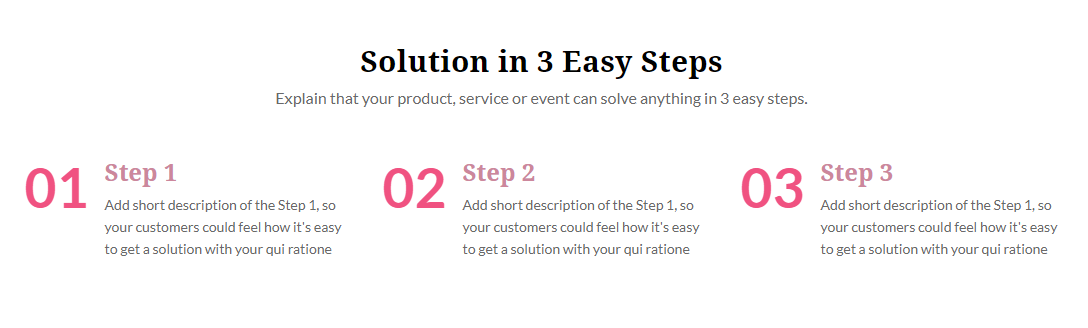 Solution in 3 Easy Steps
Explain that your product, service or event can solve anything in 3 easy steps.
01
Step 1
Add short description of the Step 1, so
your customers could feel how it's easy
to get a solution with your qui ratione
02
Step 2
Add short description of the Step 1, so
your customers could feel how it's easy
to get a solution with your qui ratione
03
Step 3
Add short description of the Step 1, so
your customers could feel how it's easy
to get a solution with your qui ratione